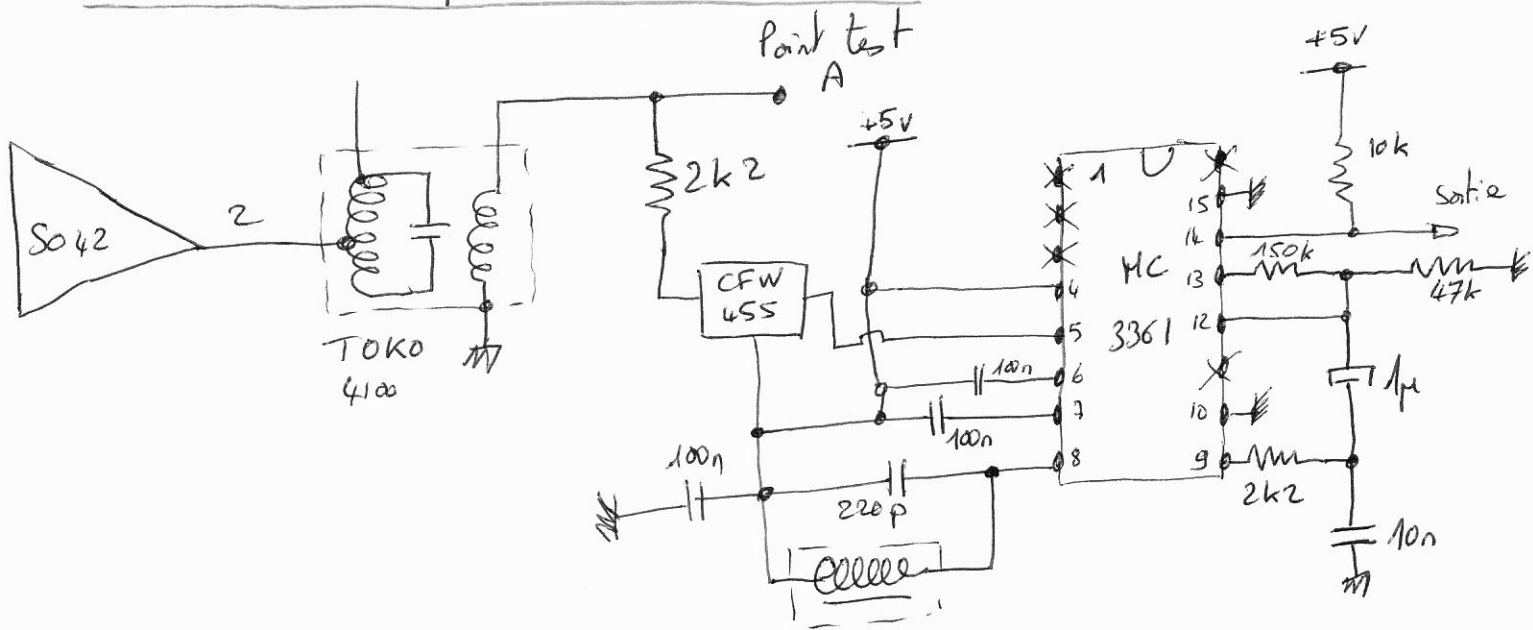 Point test
A
+5v
+5v
10k
2k2
1
15
14
Sortie
SO42
2
150k
MC
13
47k
CFW
455
4
5
3361
12
TOKO
4100
100n
6
1µ
7
10
100n
100n
8
9
220p
2k2
10n